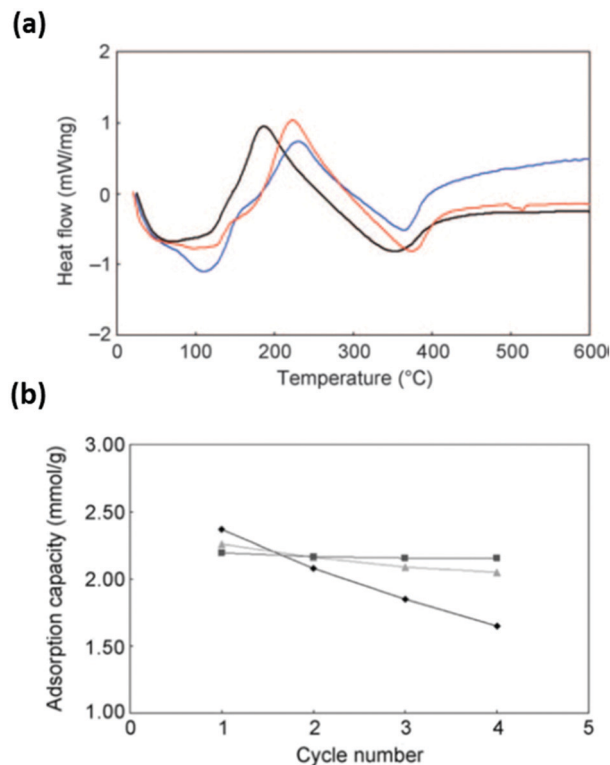 (a)
2
1
0
−1
−2
Heat flow (mW/mg)
0 100 200 300 400 500 600
Temperature (°C)
(b)
3.00
2.50
2.00
1.50
1.00
Adsorption capacity (mmol/g)
0 1 2 3 4 5
Cycle number